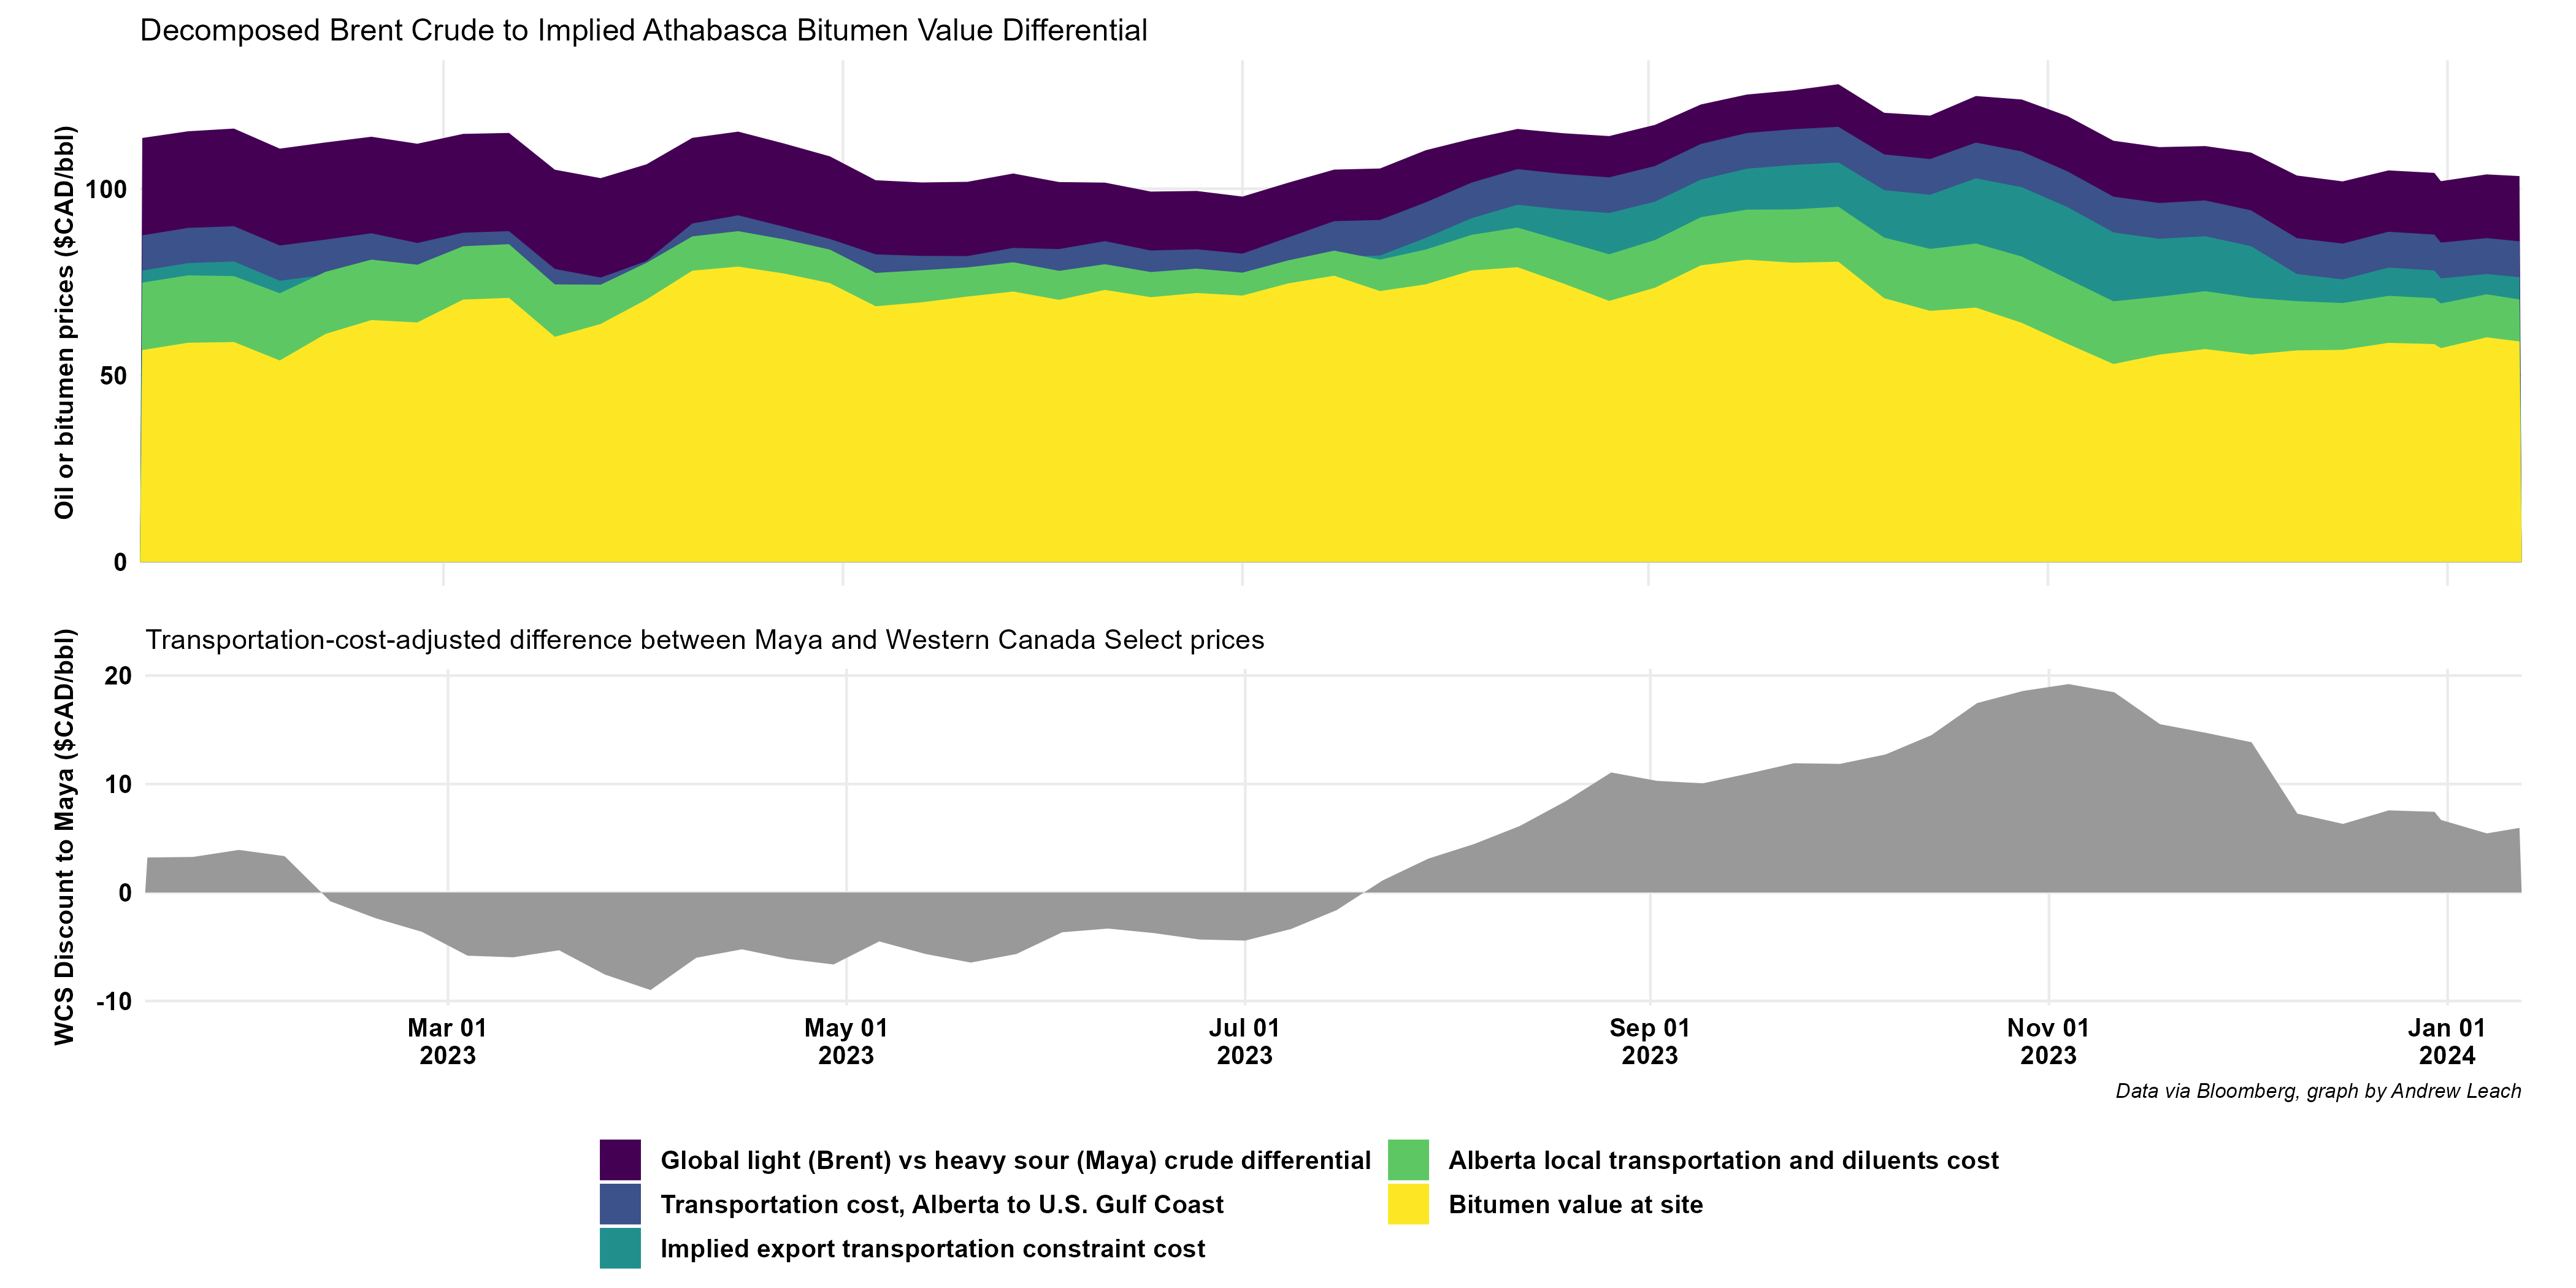 Decomposed Brent Crude to Implied Athabasca Bitumen Value Differential
Oil or bitumen prices ($CAD/bbl)
100
50
0
Transportation-cost-adjusted difference between Maya and Western Canada Select prices
WCS Discount to Maya ($CAD/bbl)
20
10
0
-10
Mar 01
2023
May 01
2023
Jul 01
2023
Sep 01
2023
Nov 01
2023
Jan 01
2024
Data via Bloomberg, graph by Andrew Leach
Global light (Brent) vs heavy sour (Maya) crude differential
Transportation cost, Alberta to U.S. Gulf Coast
Implied export transportation constraint cost
Alberta local transportation and diluents cost
Bitumen value at site